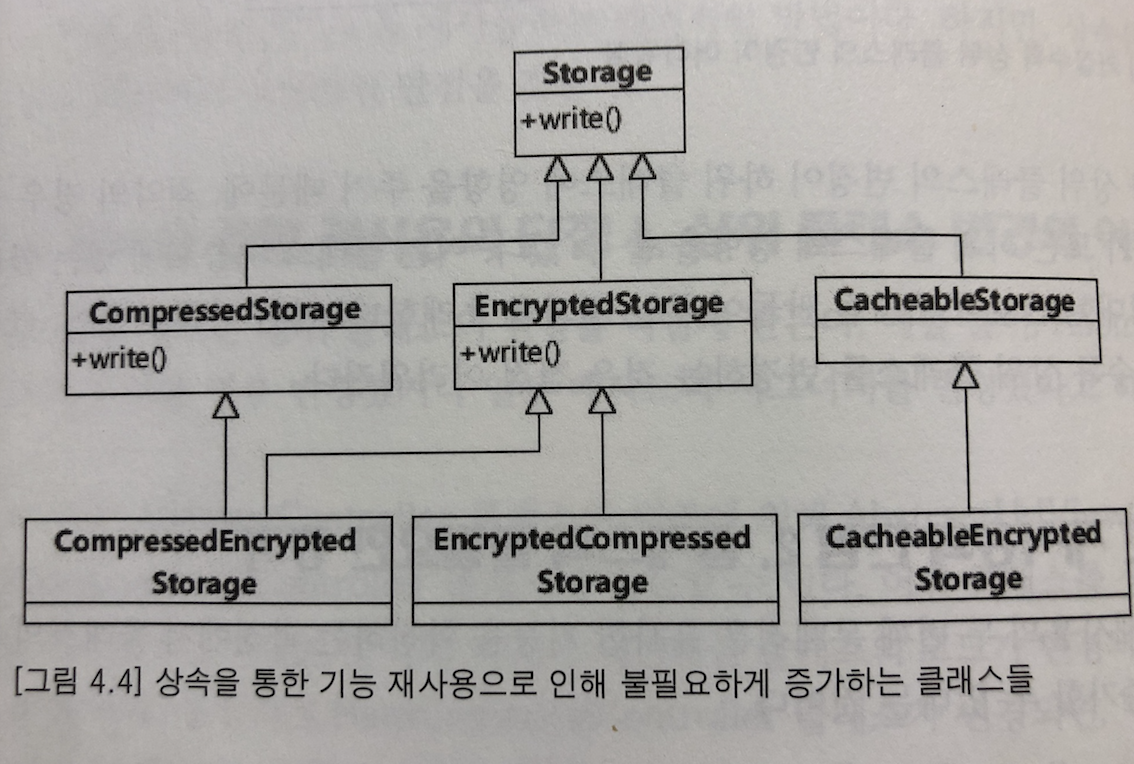 Storage
+write()
CompressedStorage
+write()
EncryptedStorage
+write()
CacheableStorage
CompressedEncrypted
Storage
EncryptedCompressed
Storage
CacheableEncrypted
Storage
[그림 4.4] 상속을 통한 기능 재사용으로 인해 불필요하게 증가하는 클래스들